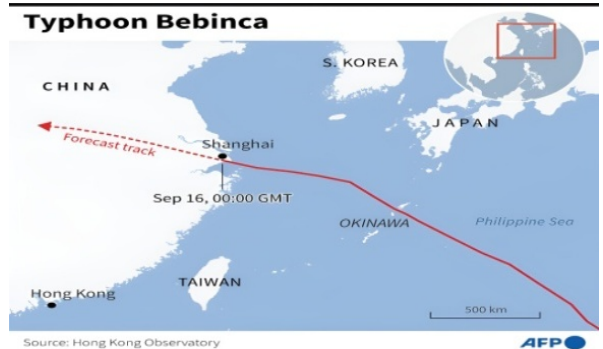 Typhoon Bebinca
S. KOREA
CHINA
JAPAN
Forecast track
Shanghai
Sep 16, 00:00 GMT
OKINAWA
Philippine Sea
TAIWAN
Hong Kong
500 km
Source: Hong Kong Observatory
AFP